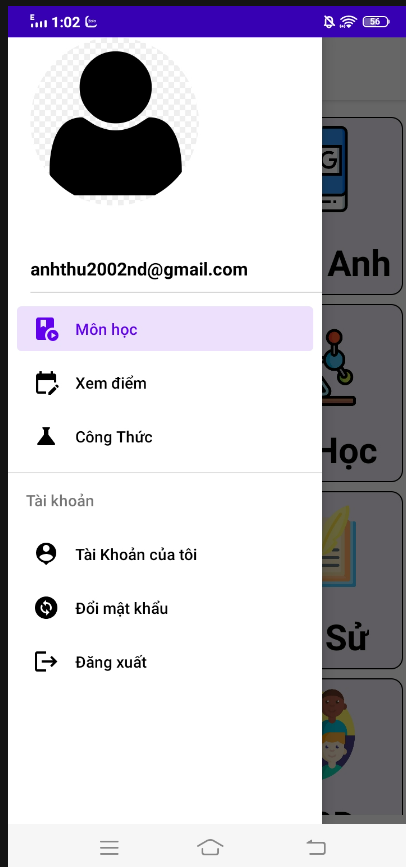 1:02
56
anhthu2002nd@gmail.com
Môn học
Xem điểm
Công Thức
Tài khoản
Tài Khoản của tôi
Đổi mật khẩu
Đăng xuất
G
Anh
Học
Sử